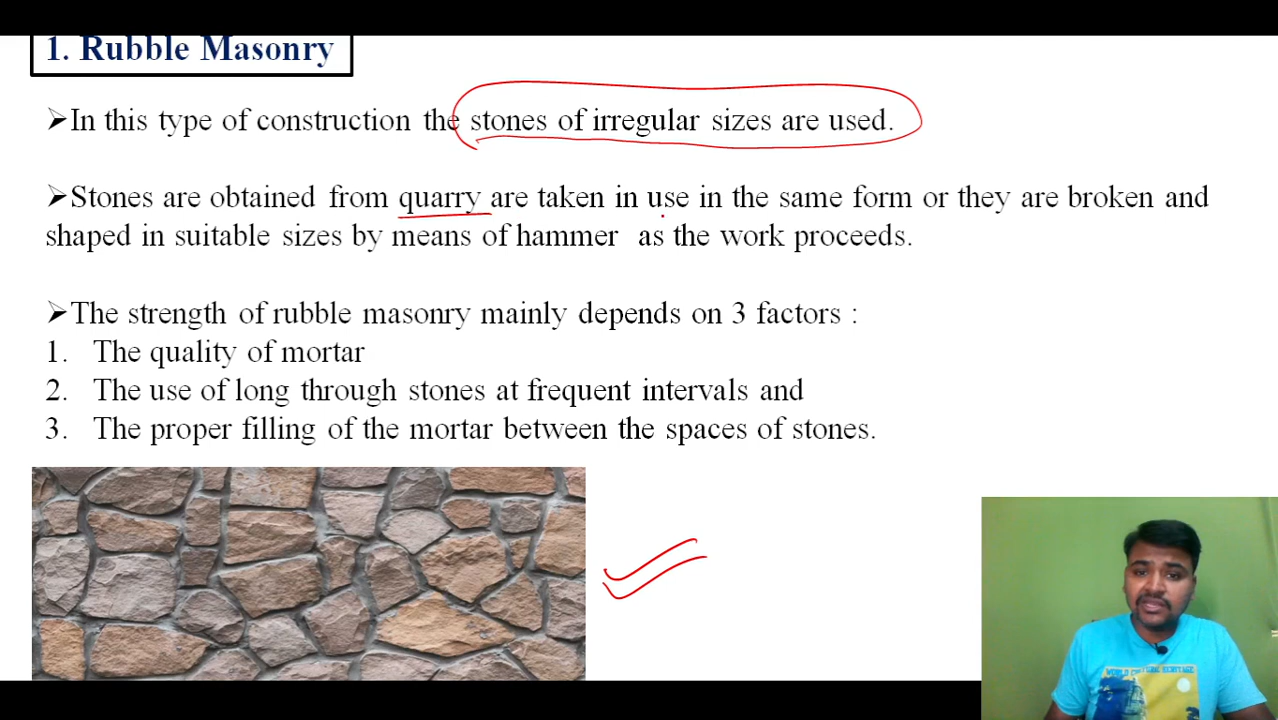 1. Rubble Masonry
➢In this type of construction the stones of irregular sizes are used.
➢Stones are obtained from quarry are taken in use in the same form or they are broken and
shaped in suitable sizes by means of hammer as the work proceeds.
➢The strength of rubble masonry mainly depends on 3 factors :
1. The quality of mortar
2. The use of long through stones at frequent intervals and
3. The proper filling of the mortar between the spaces of stones.